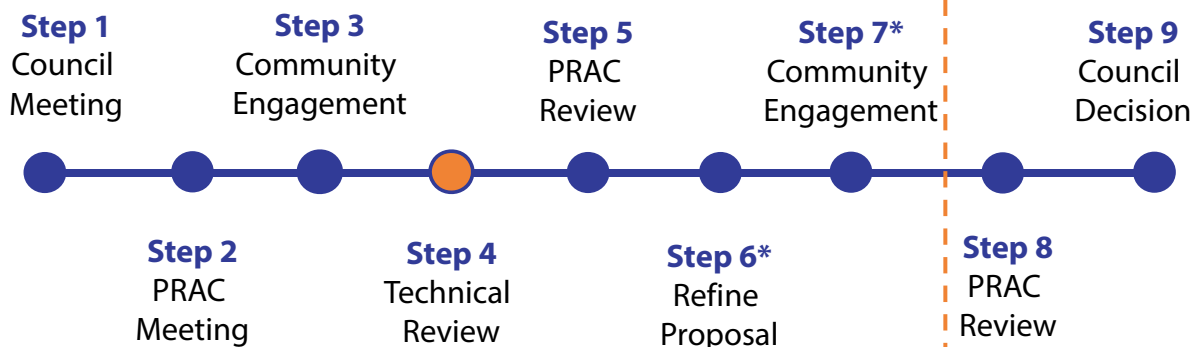 Step 1
Council
Meeting
Step 2
PRAC
Meeting
Step 3
Community
Engagement
Step 4
Technical
Review
Step 5
PRAC
Review
Step 6*
Refine
Proposal
Step 7*
Community
Engagement
Step 8
PRAC
Review
Step 9
Council
Decision